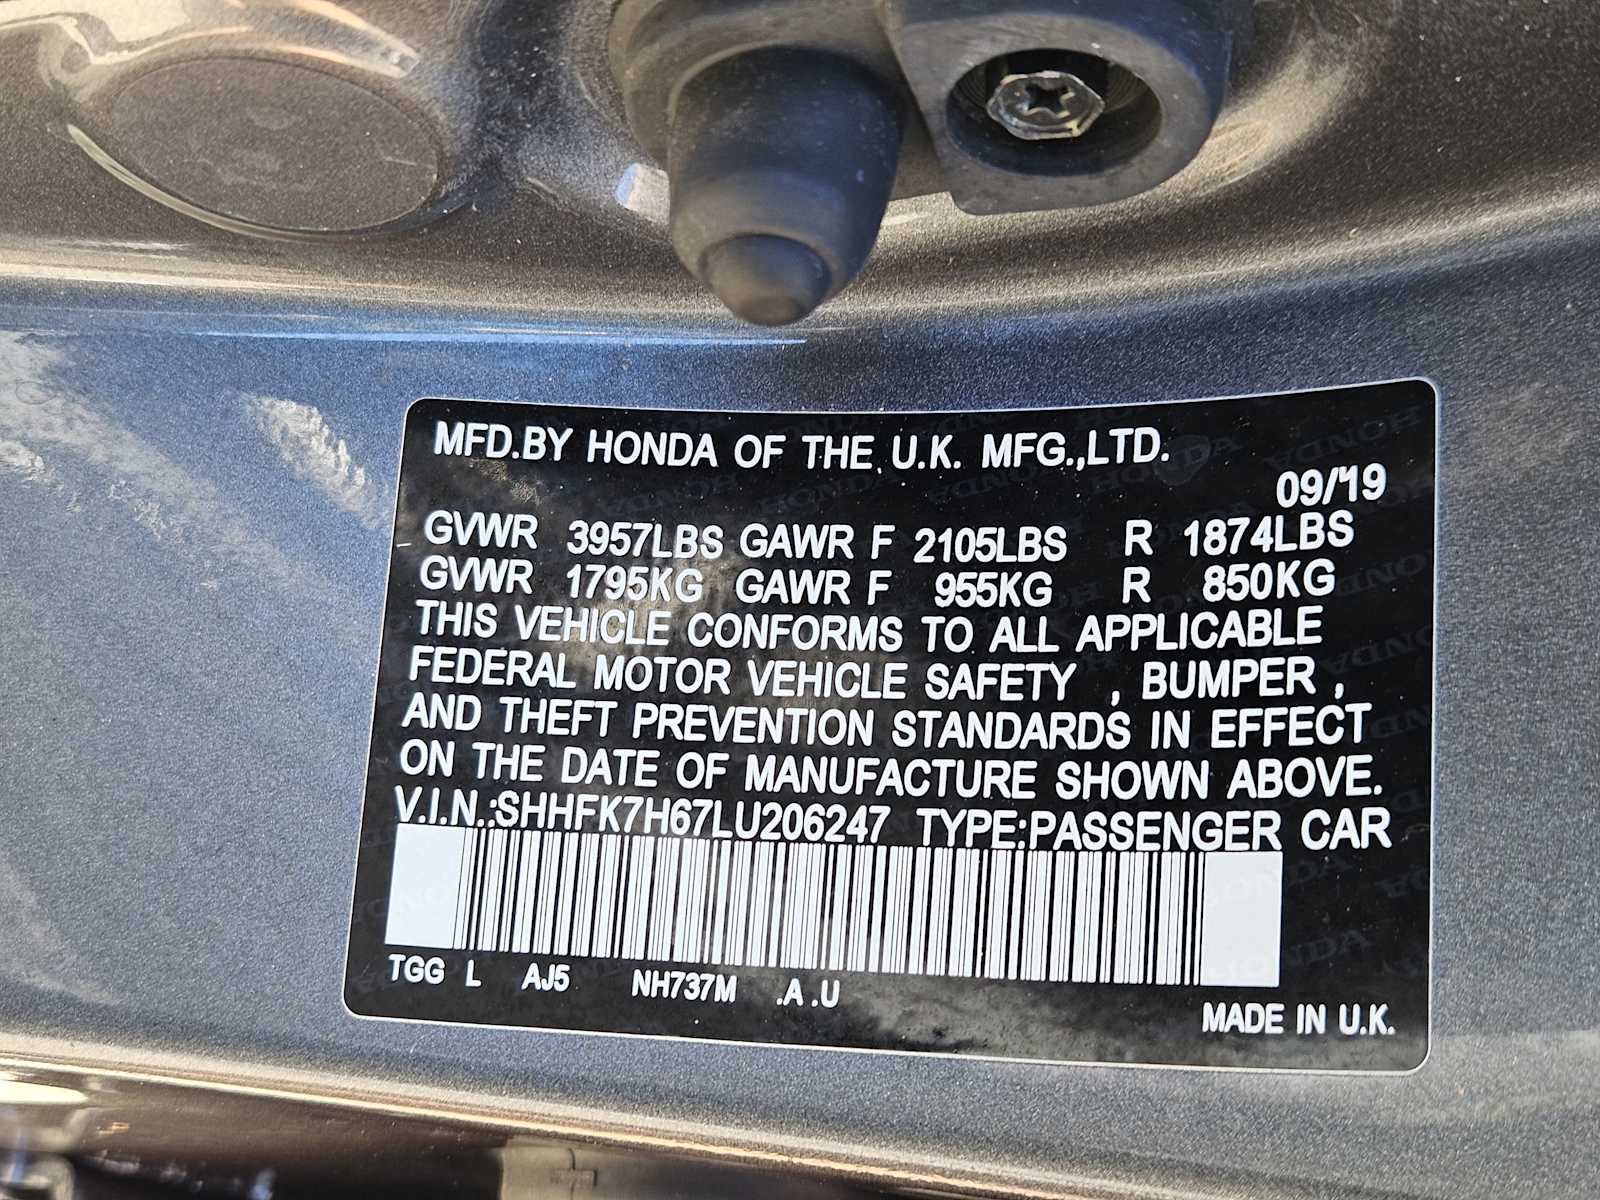 MFD.BY HONDA OF THE U.K. MFG.,LTD.
09/19
GVWR 3957LBS GAWR F 2105LBS R 1874LBS
GVWR 1795KG GAWR F 955KG R 850KG
THIS VEHICLE CONFORMS TO ALL APPLICABLE
FEDERAL MOTOR VEHICLE SAFETY , BUMPER ,
AND THEFT PREVENTION STANDARDS IN EFFECT
ON THE DATE OF MANUFACTURE SHOWN ABOVE.
V.I.N.:SHHFK7H67LU206247 TYPE:PASSENGER CAR
TGG L AJ5 NH737M .A .U
MADE IN U.K.